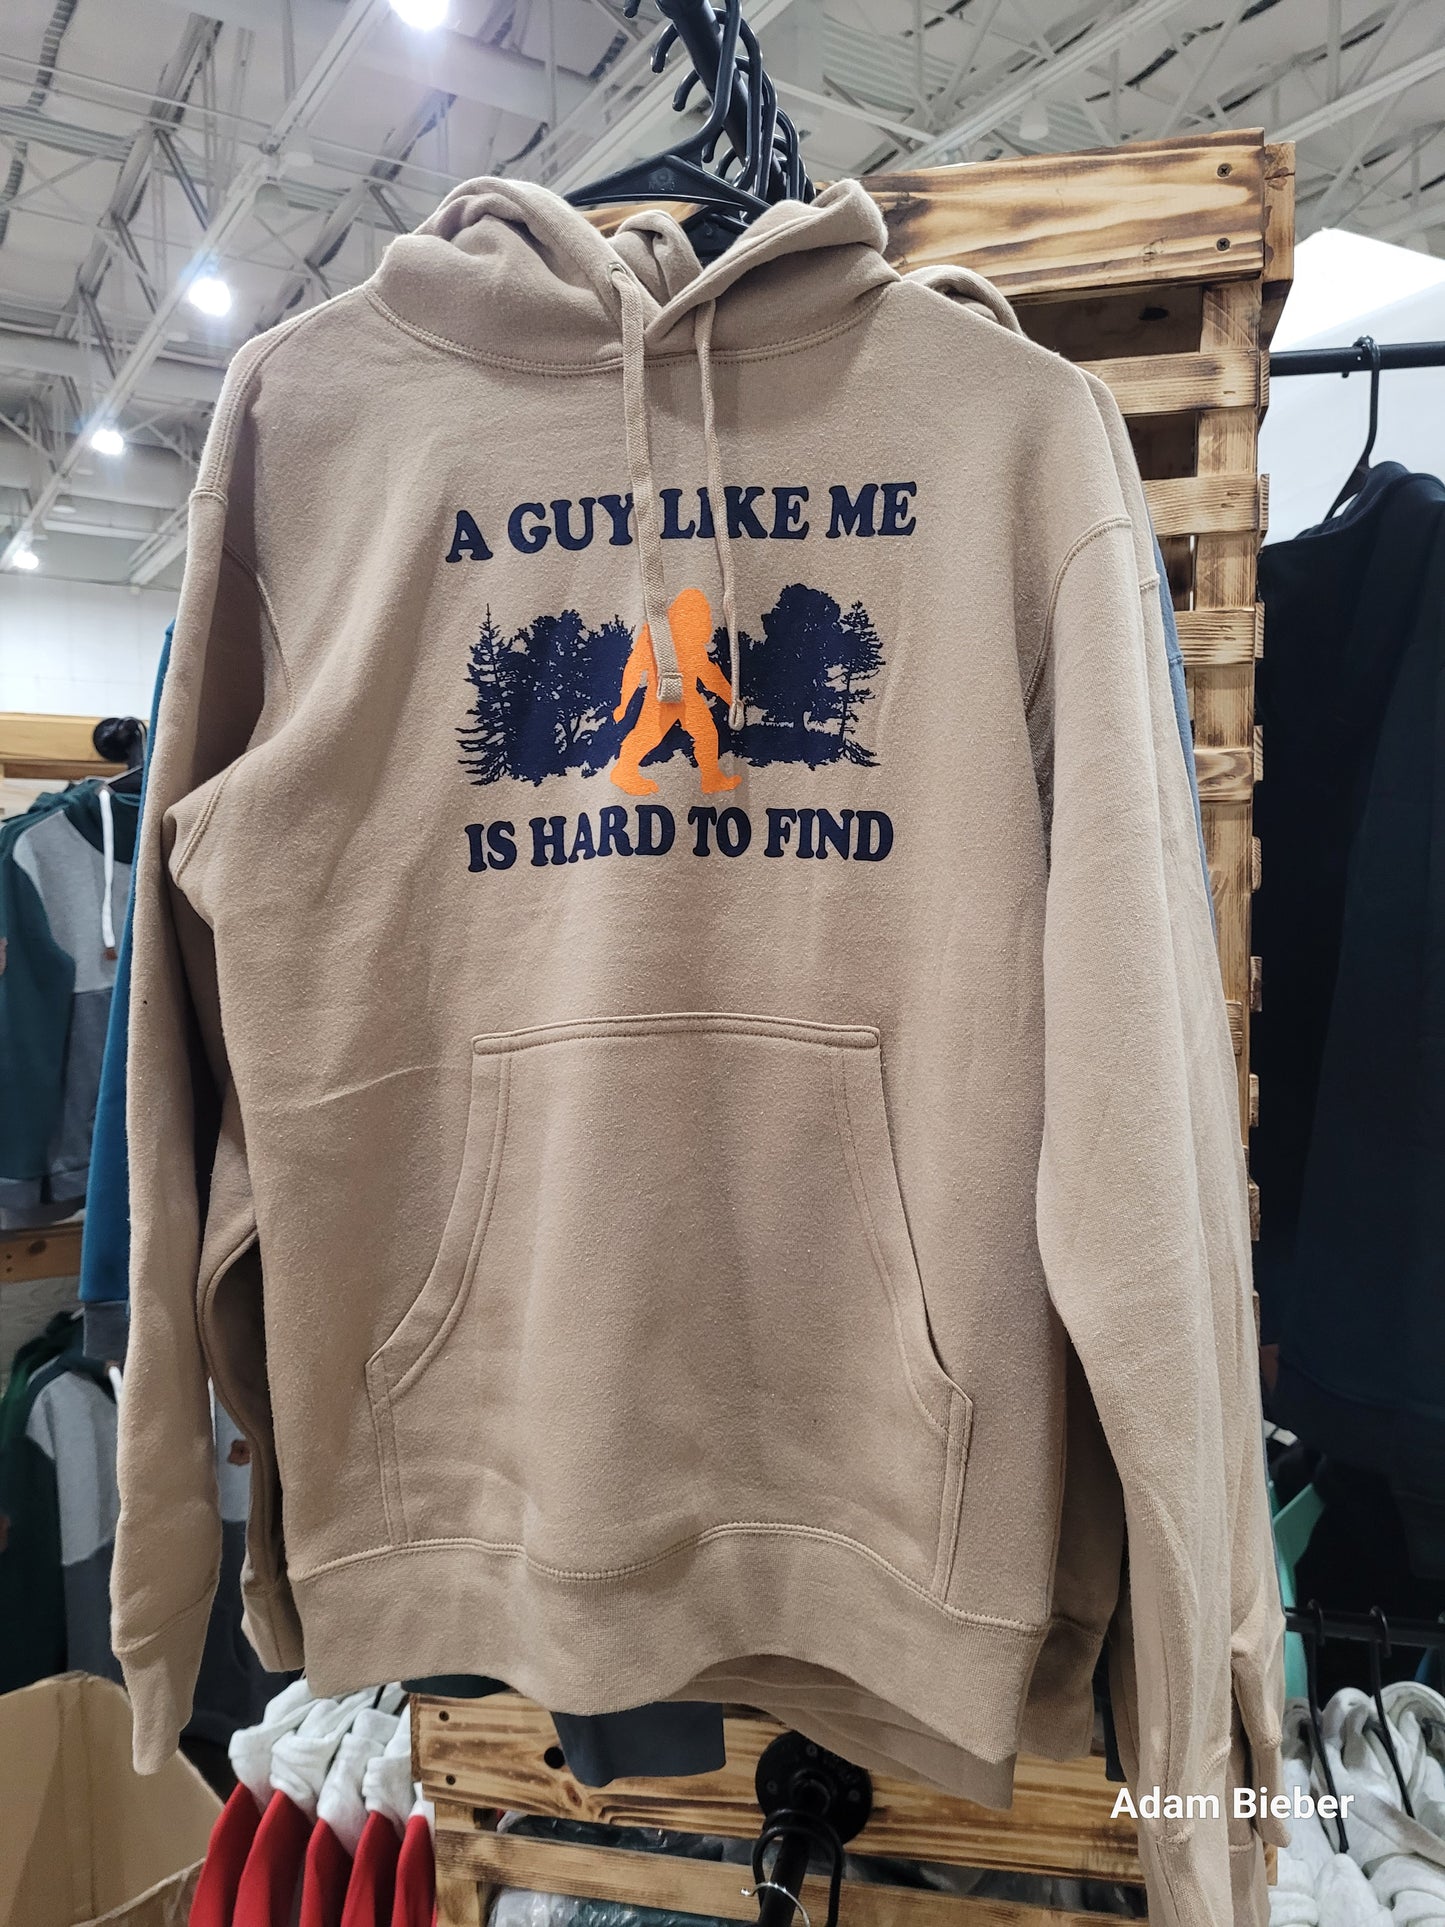 A GUY LIKE ME
IS HARD TO FIND
Adam Bieber